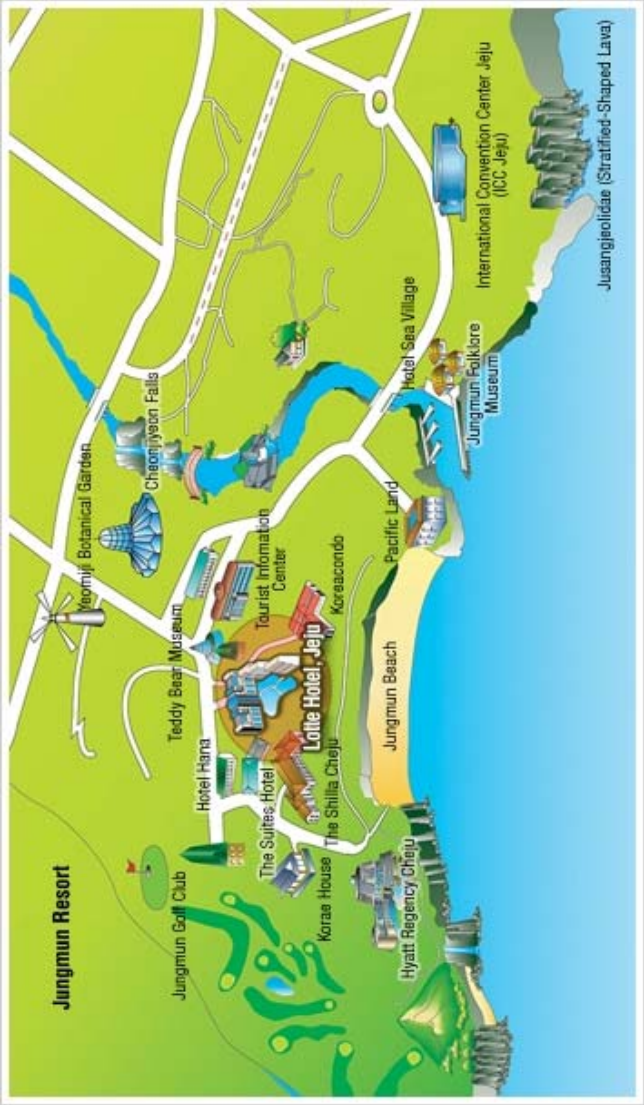 Jungmun Resort
Jungmun Golf Club
Hotel Hana
Teddy Bear Museum
Yeomiji Botanical Garden
Cheonjiyeon Falls
The Suites Hotel
Korae House
The Shilla Cheju
Lotte Hotel, Jeju
Tourist Infomation
Center
Koreacondo
Hyatt Regency Cheju
Jungmun Beach
Pacific Land
Hotel Sea Village
Jungmun Folklore
Museum
International Convention Center Jeju
(ICC Jeju)
Jusangjeolidae (Stratified-Shaped Lava)